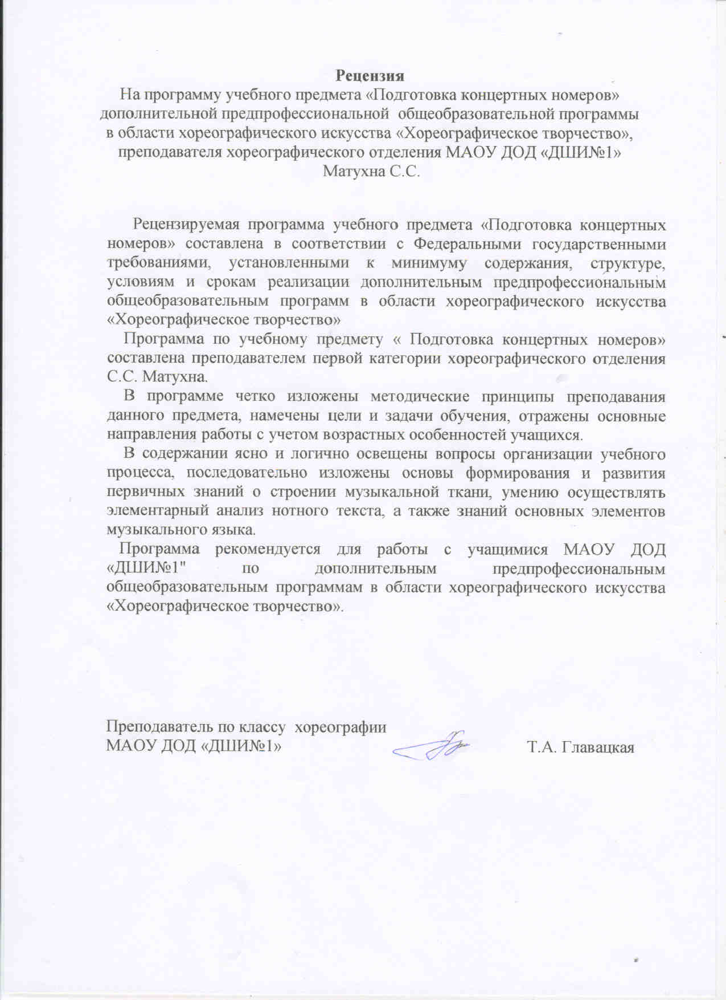 Рецензия
На программу учебного предмета «Подготовка концертных номеров»
дополнительной предпрофессиональной общеобразовательной программы
в области хореографического искусства «Хореографическое творчество»,
преподавателя хореографического отделения МАОУ ДОД «ДШИ№1»
Матухна С.С.
Рецензируемая программа учебного предмета «Подготовка концертных
номеров» составлена в соответствии с Федеральными государственными
требованиями, установленными к минимуму содержания, структуре,
условиям и срокам реализации дополнительным предпрофессиональным
общеобразовательным программ в области хореографического искусства
«Хореографическое творчество»
Программа по учебному предмету « Подготовка концертных номеров»
составлена преподавателем первой категории хореографического отделения
С.С. Матухна.
В программе четко изложены методические принципы преподавания
данного предмета, намечены цели и задачи обучения, отражены основные
направления работы с учетом возрастных особенностей учащихся.
В содержании ясно и логично освещены вопросы организации учебного
процесса, последовательно изложены основы формирования и развития
первичных знаний о строении музыкальной ткани, умению осуществлять
элементарный анализ нотного текста, а также знаний основных элементов
музыкального языка.
Программа рекомендуется для работы с учащимися МАОУ ДОД
«ДШИ№1" по дополнительным предпрофессиональным
общеобразовательным программам в области хореографического искусства
«Хореографическое творчество».
Преподаватель по классу хореографии
МАОУ ДОД «ДШИ№1» Т.А. Главацкая